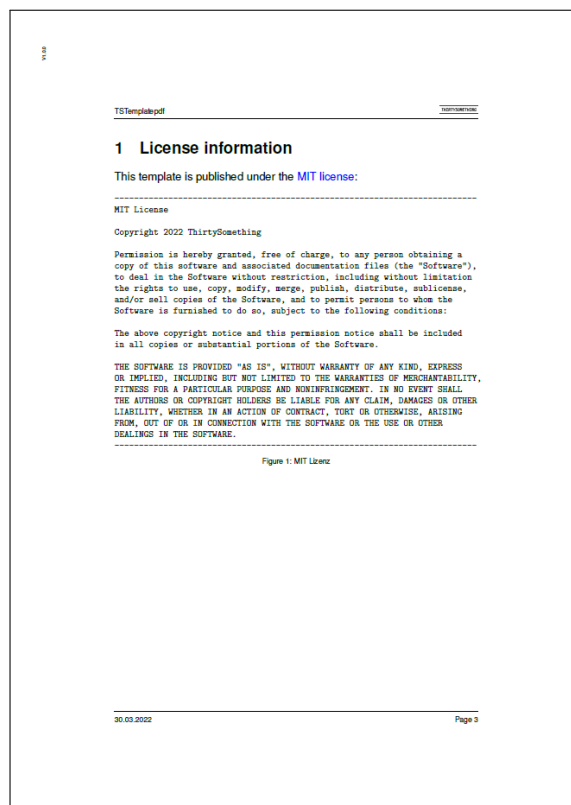 V1.0.0
TSTemplatepdf
THIRTYSOMETHING
1 License information
This template is published under the MIT license:
MIT License
Copyright 2022 ThirtySomething
Permission is hereby granted, free of charge, to any person obtaining a
copy of this software and associated documentation files (the "Software"),
to deal in the Software without restriction, including without limitation
the rights to use, copy, modify, merge, publish, distribute, sublicense,
and/or sell copies of the Software, and to permit persons to whom the
Software is furnished to do so, subject to the following conditions:
The above copyright notice and this permission notice shall be included
in all copies or substantial portions of the Software.
THE SOFTWARE IS PROVIDED "AS IS", WITHOUT WARRANTY OF ANY KIND, EXPRESS
OR IMPLIED, INCLUDING BUT NOT LIMITED TO THE WARRANTIES OF MERCHANTABILITY,
FITNESS FOR A PARTICULAR PURPOSE AND NONINFRINGEMENT. IN NO EVENT SHALL
THE AUTHORS OR COPYRIGHT HOLDERS BE LIABLE FOR ANY CLAIM, DAMAGES OR OTHER
LIABILITY, WHETHER IN AN ACTION OF CONTRACT, TORT OR OTHERWISE, ARISING
FROM, OUT OF OR IN CONNECTION WITH THE SOFTWARE OR THE USE OR OTHER
DEALINGS IN THE SOFTWARE.
Figure 1: MIT Lizenz
30.03.2022
Page 3